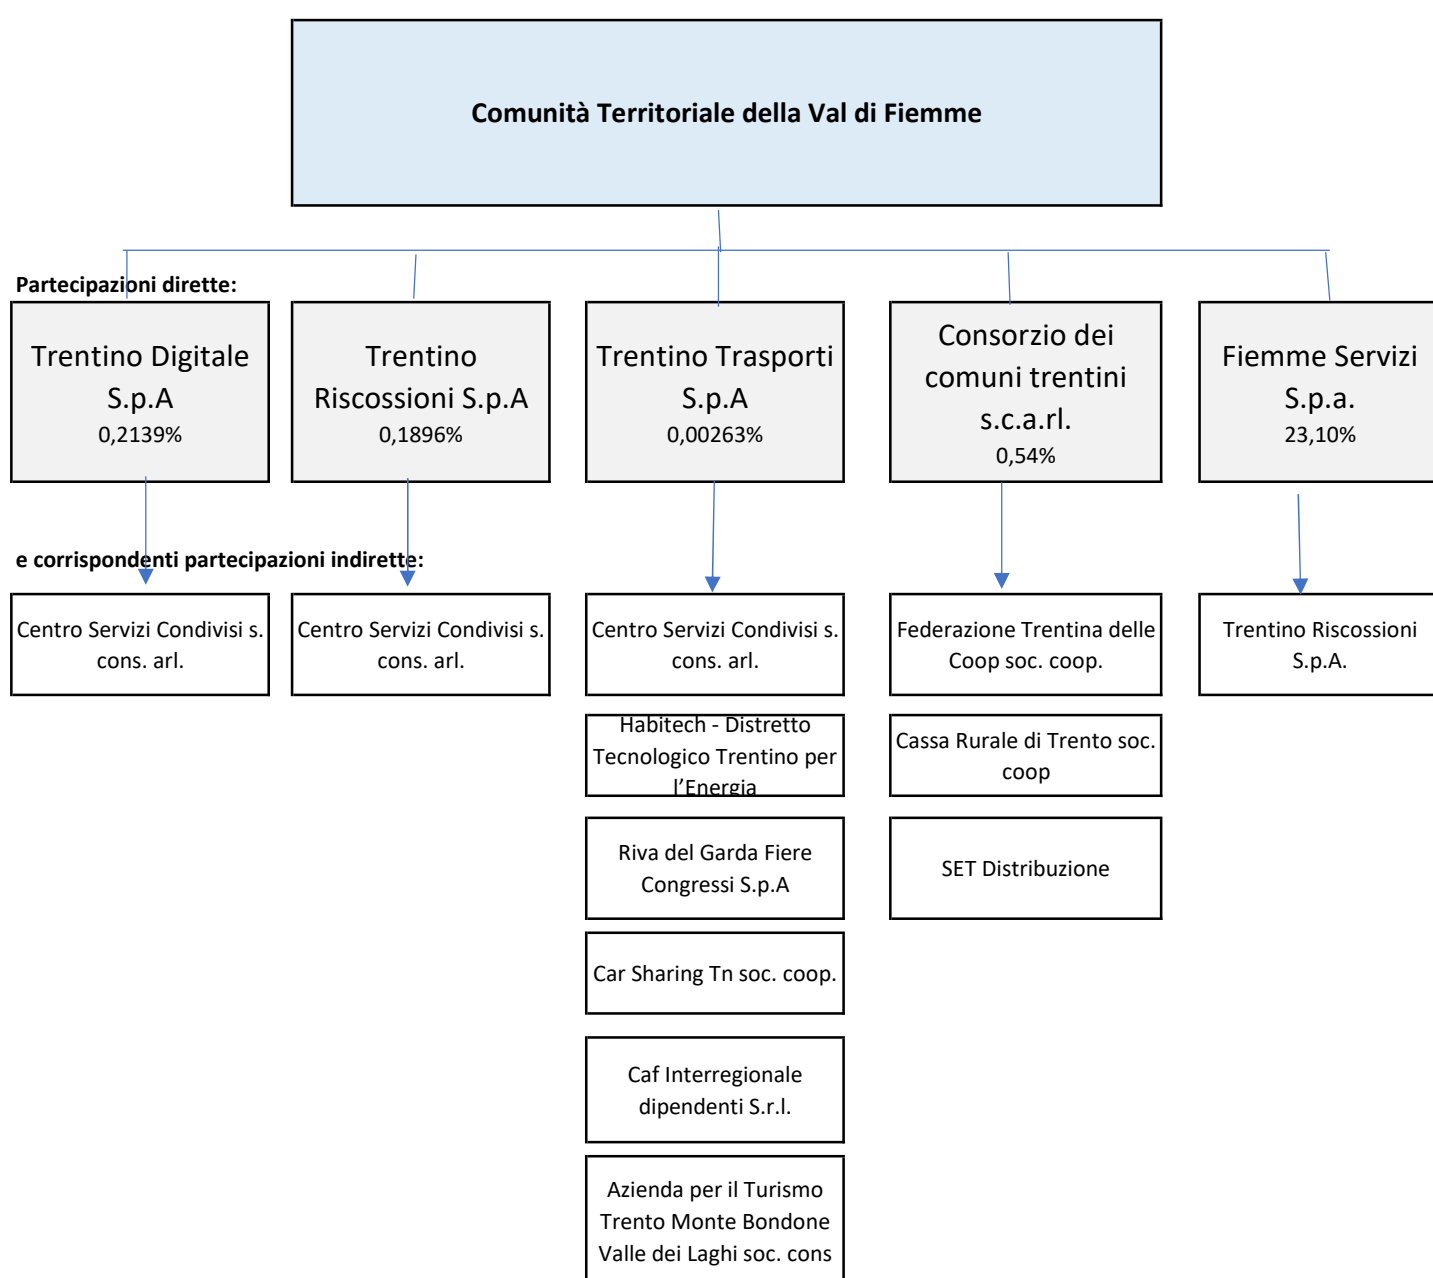 Comunità Territoriale della Val di Fiemme
Partecipazioni dirette:
Trentino Digitale
S.p.A
0,2139%
Trentino
Riscossioni S.p.A
0,1896%
Trentino Trasporti
S.p.A
0,00263%
Consorzio dei
comuni trentini
s.c.a.rl.
0,54%
Fiemme Servizi
S.p.a.
23,10%
e corrispondenti partecipazioni indirette:
Centro Servizi Condivisi s.
cons. arl.
Centro Servizi Condivisi s.
cons. arl.
Centro Servizi Condivisi s.
cons. arl.
Federazione Trentina delle
Coop soc. coop.
Trentino Riscossioni
S.p.A.
Habitech - Distretto
Tecnologico Trentino per
l’Energia
Cassa Rurale di Trento soc.
coop
Riva del Garda Fiere
Congressi S.p.A
SET Distribuzione
Car Sharing Tn soc. coop.
Caf Interregionale
dipendenti S.r.l.
Azienda per il Turismo
Trento Monte Bondone
Valle dei Laghi soc. cons